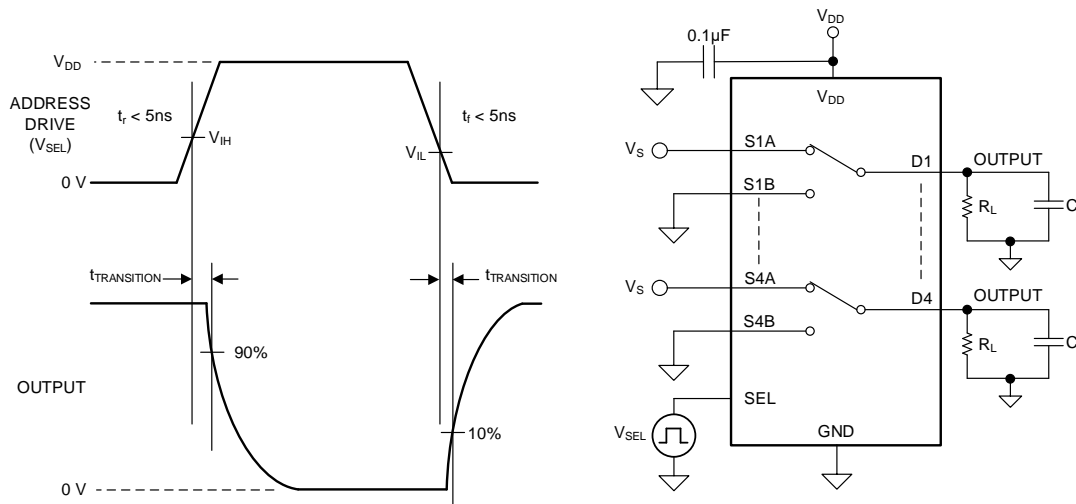 V_DD
ADDRESS
DRIVE
(V_SEL)
0 V
t_r < 5ns
V_IH
V_IL
t_f < 5ns
t_TRANSITION
t_TRANSITION
90%
OUTPUT
10%
0 V
V_DD
0.1µF
V_DD
V_S
S1A
D1
OUTPUT
S1B
R_L
C
V_S
S4A
D4
OUTPUT
S4B
R_L
C
SEL
V_SEL
GND